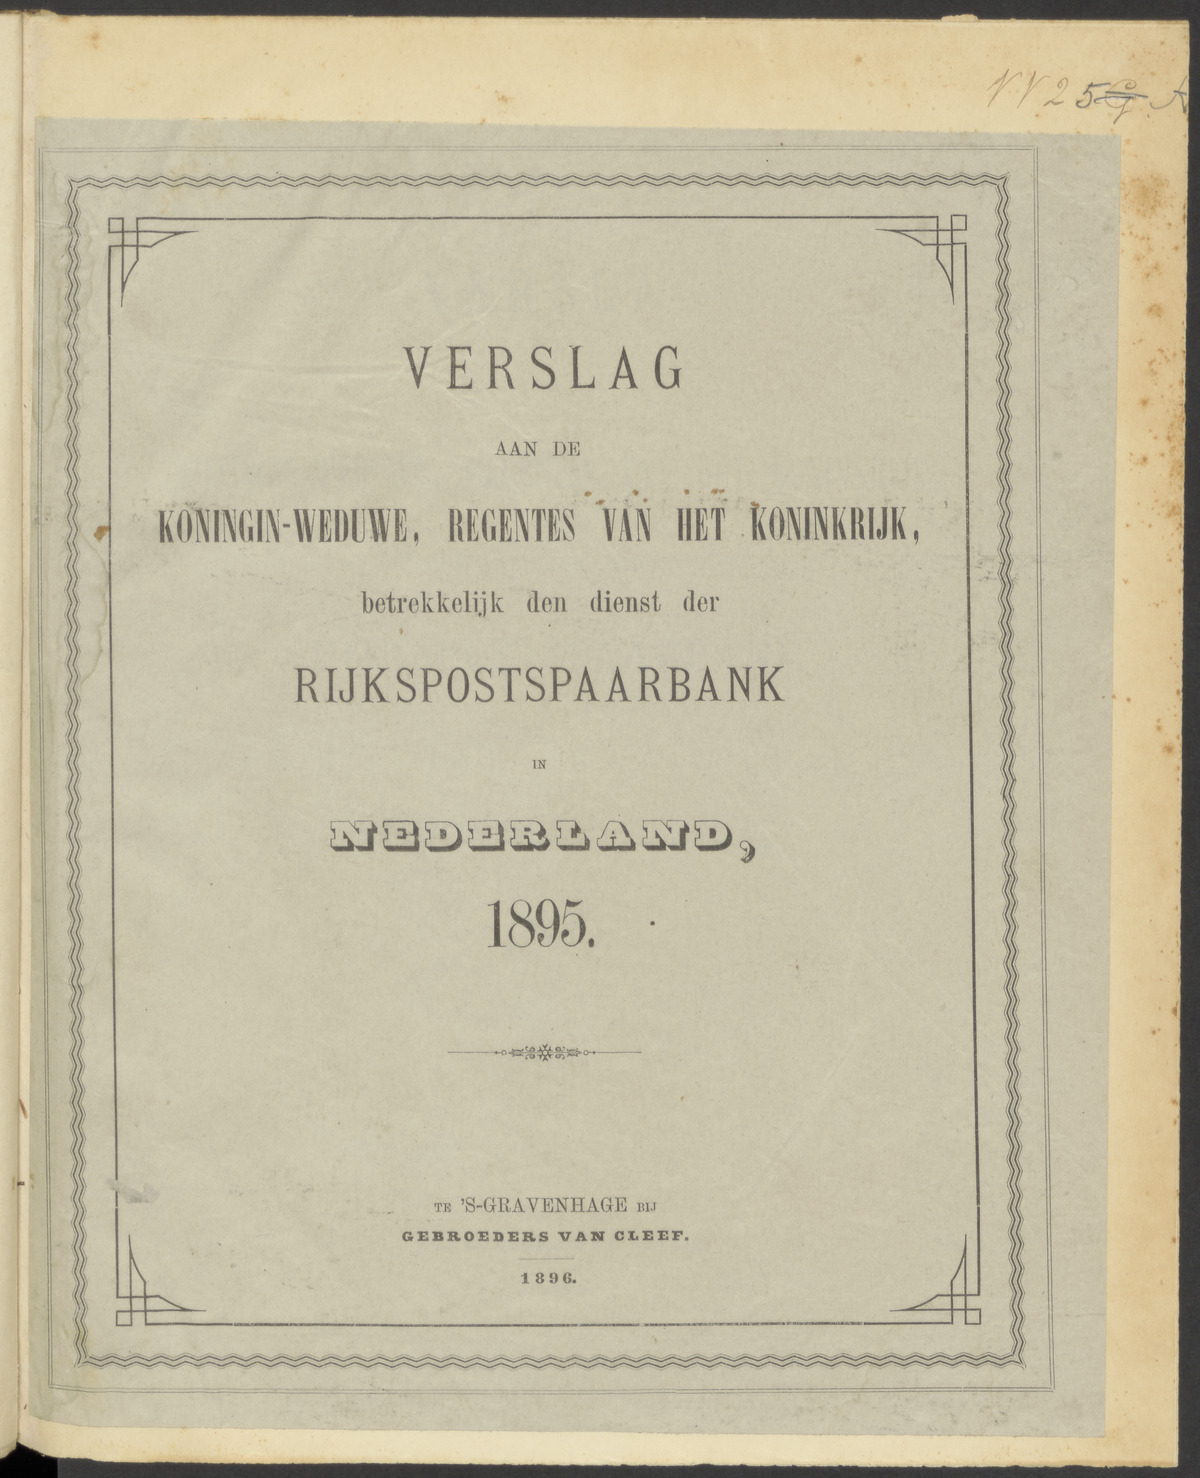 VERSLAG
AAN DE
KONINGIN-WEDUWE, REGENTES VAN HET KONINKRIJK,
betrekkelijk den dienst der
RIJKSPOSTSPAARBANK
IN
NEDERLAND,
1895.
TE 'S-GRAVENHAGE BIJ
GEBROEDERS VAN CLEEF.
1896.